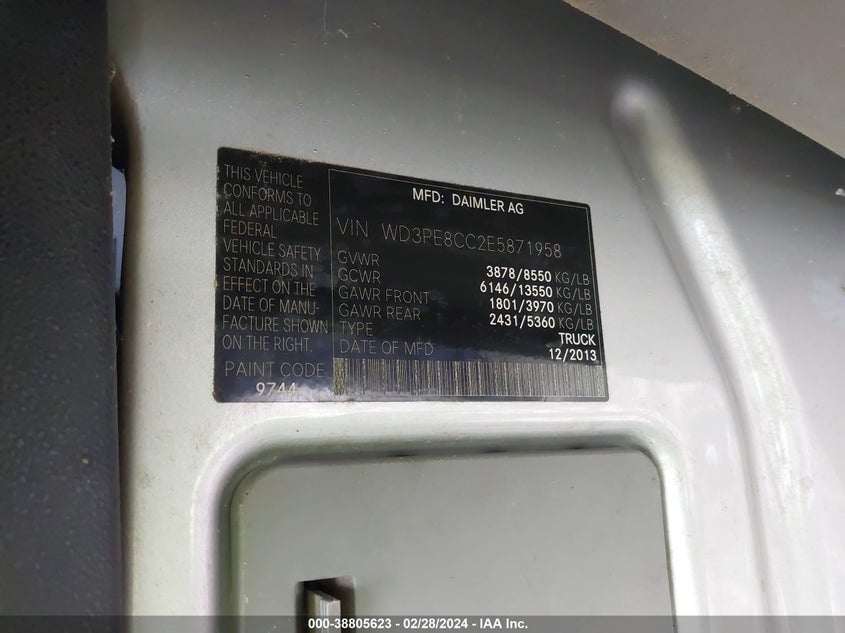 THIS VEHICLE
CONFORMS TO
ALL APPLICABLE
FEDERAL
VEHICLE SAFETY
STANDARDS IN
EFFECT ON THE
DATE OF MANU-
FACTURE SHOWN
ON THE RIGHT.
PAINT CODE
9744
MFD: DAIMLER AG
VIN WD3PE8CC2E5871958
GVWR 3878/8550 KG/LB
GCWR 6146/13550 KG/LB
GAWR FRONT 1801/3970 KG/LB
GAWR REAR 2431/5360 KG/LB
TYPE TRUCK
DATE OF MFD 12/2013
000-38805623 - 02/28/2024 - IAA Inc.